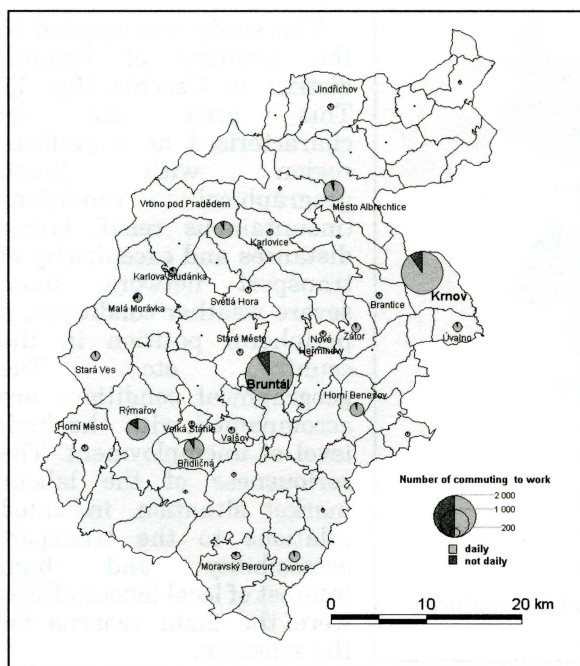 Jindřichov
Město Albrechtice
Vrbno pod Pradědem
Karlovice
Krnov
Karlova Studánka
Světlá Hora
Malá Morávka
Brantice
Staré Město
Nové
Heřminovy
Zátor
Úvalno
Stará Ves
Bruntál
Horní Benešov
Rýmařov
Horní Město
Velká Štáhle
Valšov
Břidličná
Moravský Beroun
Dvorce
Number of commuting to work
2 000
1 000
200
daily
not daily
0 10 20 km